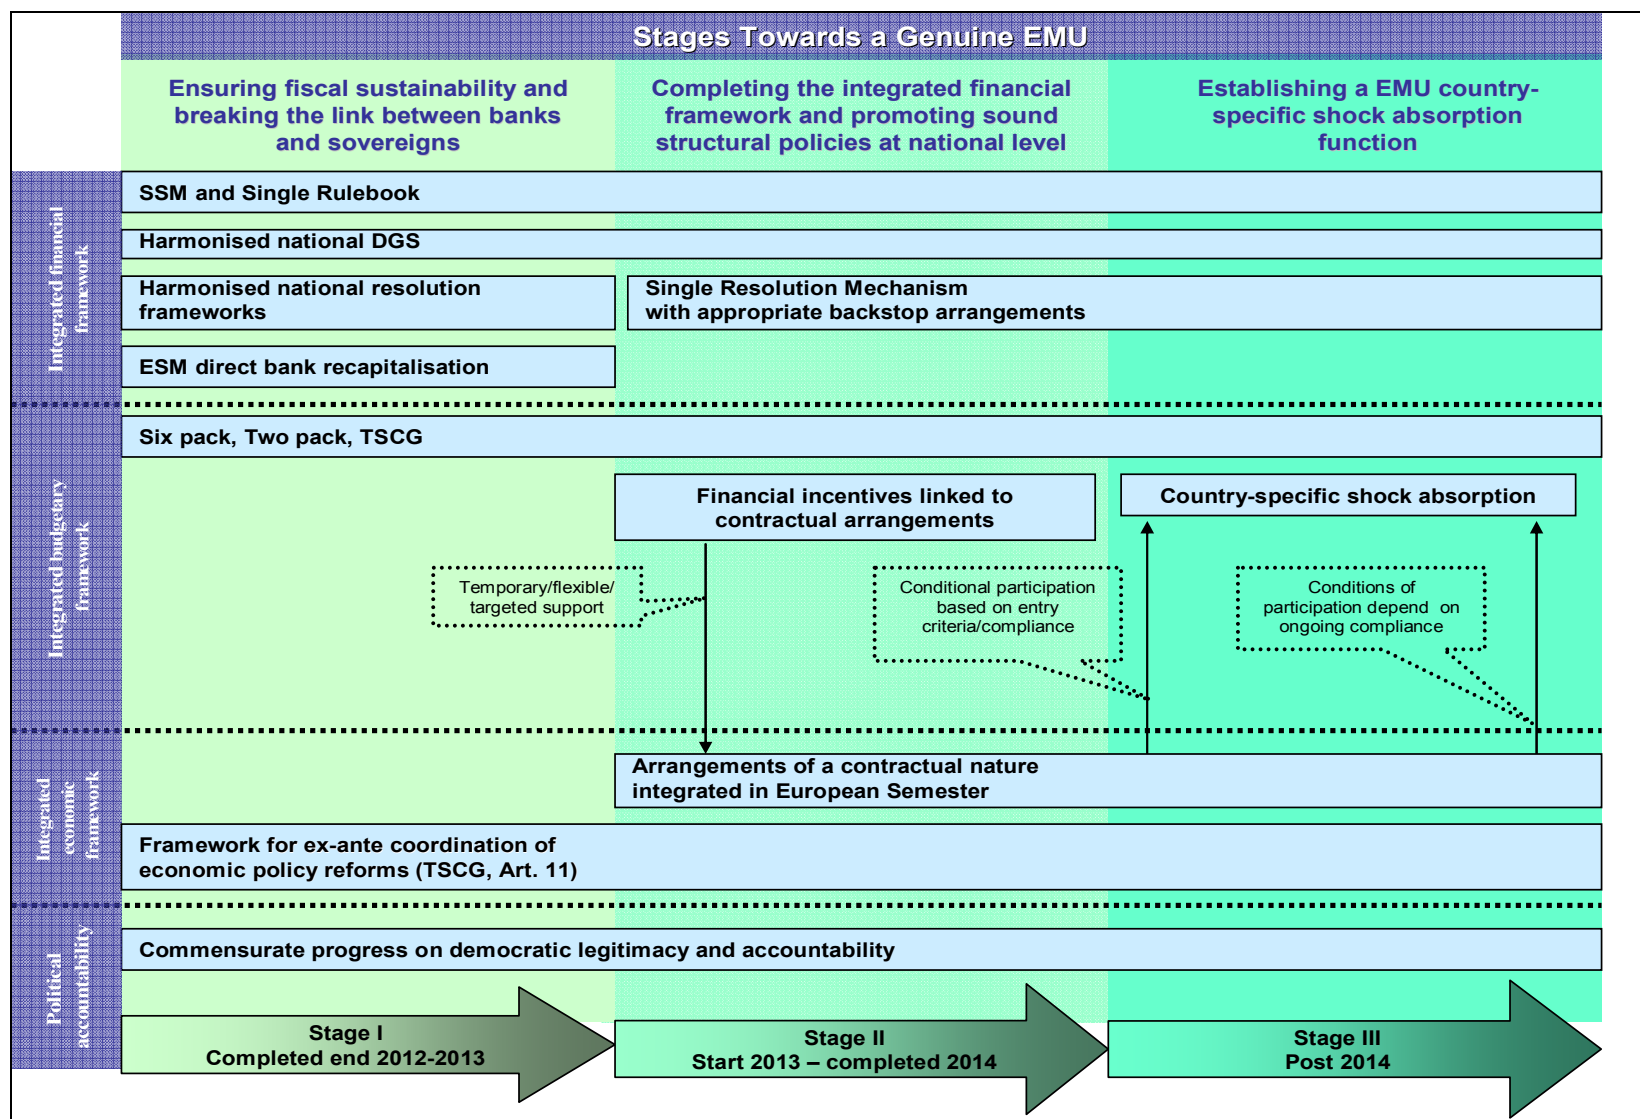 Stages Towards a Genuine EMU
Ensuring fiscal sustainability and
breaking the link between banks
and sovereigns
Completing the integrated financial
framework and promoting sound
structural policies at national level
Establishing a EMU country-
specific shock absorption
function
Integrated financial
framework
SSM and Single Rulebook
Harmonised national DGS
Harmonised national resolution
frameworks
Single Resolution Mechanism
with appropriate backstop arrangements
ESM direct bank recapitalisation
Integrated budgetary
framework
Six pack, Two pack, TSCG
Financial incentives linked to
contractual arrangements
Country-specific shock absorption
Temporary/flexible/
targeted support
Conditional participation
based on entry
criteria/compliance
Conditions of
participation depend on
ongoing compliance
Integrated
economic
framework
Arrangements of a contractual nature
integrated in European Semester
Framework for ex-ante coordination of
economic policy reforms (TSCG, Art. 11)
Political
accountability
Commensurate progress on democratic legitimacy and accountability
Stage I
Completed end 2012-2013
Stage II
Start 2013 – completed 2014
Stage III
Post 2014